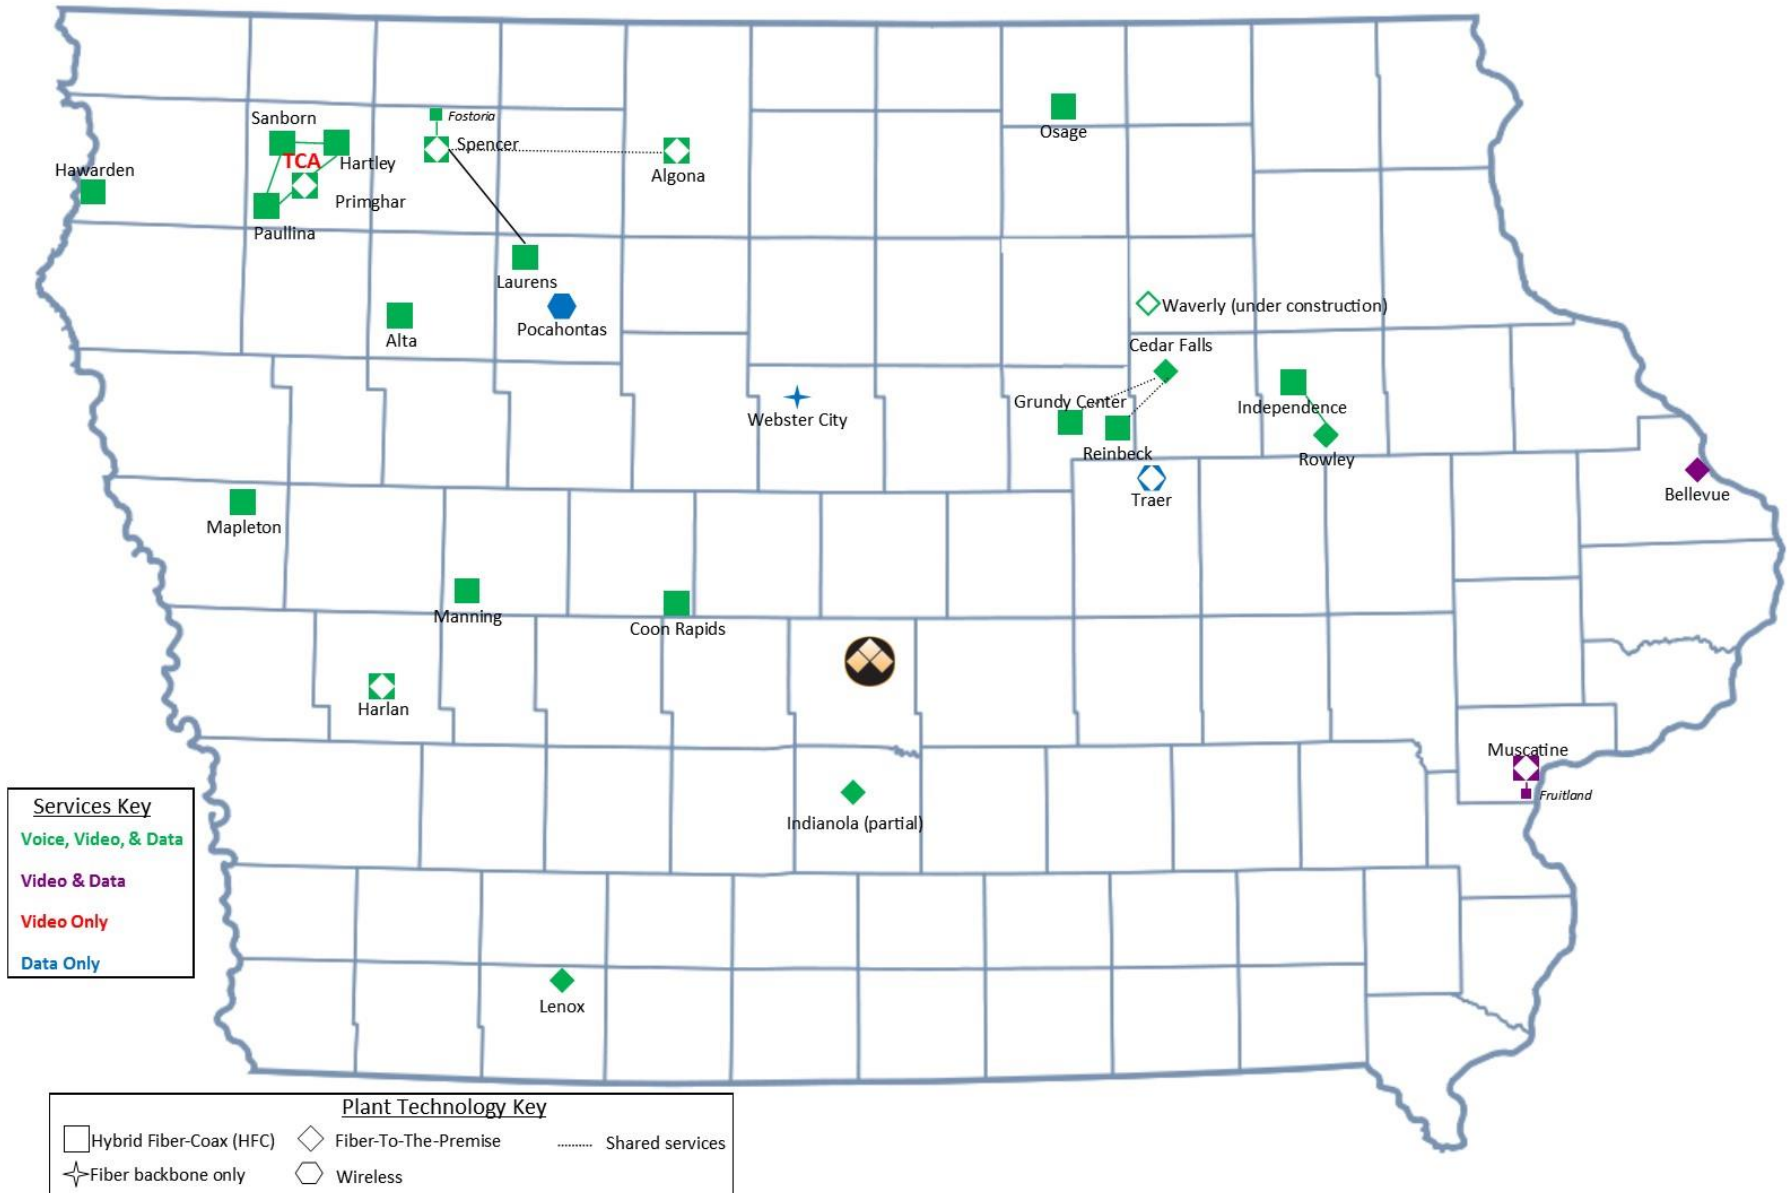 Fostoria
Sanborn
Spencer
Osage
TCA
Hartley
Hawarden
Algona
Primghar
Paullina
Laurens
Waverly (under construction)
Pocahontas
Alta
Cedar Falls
Grundy Center
Independence
Webster City
Reinbeck
Rowley
Bellevue
Traer
Mapleton
Manning
Coon Rapids
Harlan
Muscatine
Fruitland
Indianola (partial)
Lenox
Services Key
Voice, Video, & Data
Video & Data
Video Only
Data Only
Plant Technology Key
Hybrid Fiber-Coax (HFC)
Fiber-To-The-Premise
Shared services
Fiber backbone only
Wireless